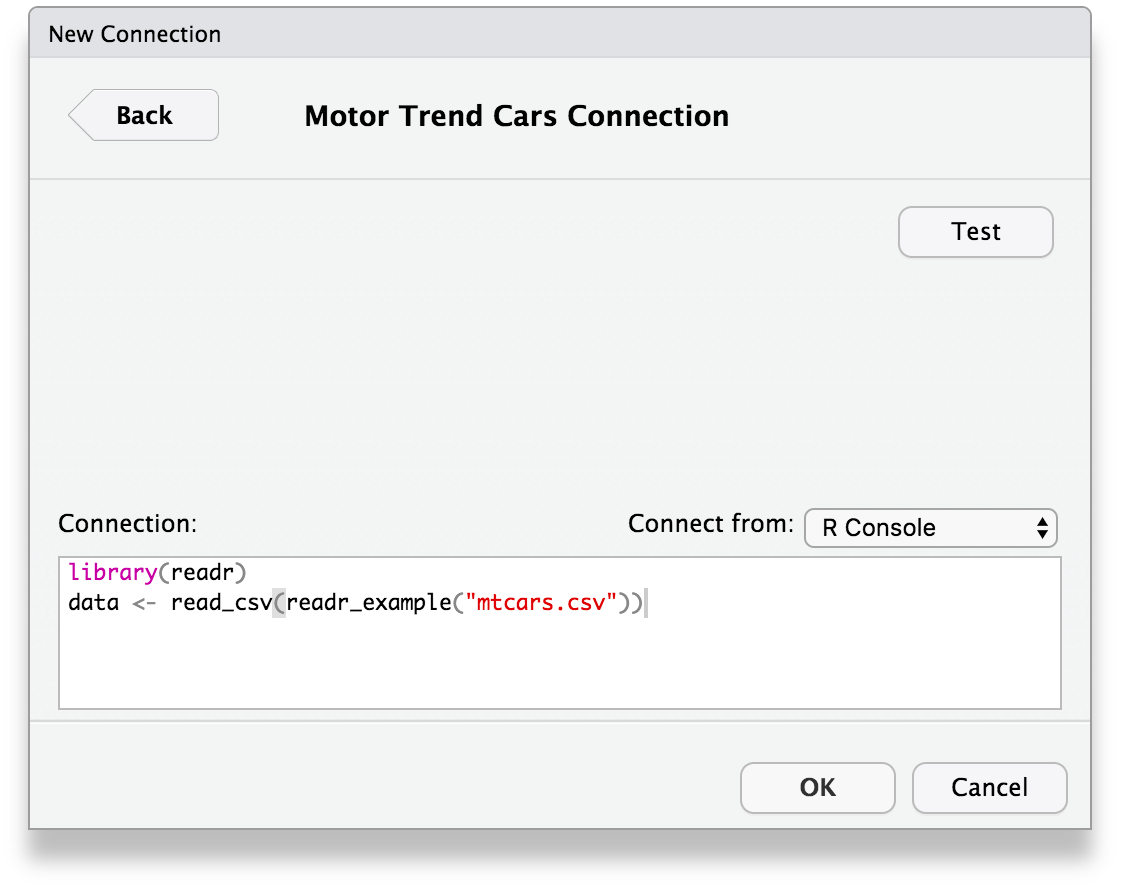 New Connection
Back
Motor Trend Cars Connection
Test
Connection:
Connect from:
R Console
library(readr)
data <- read_csv(readr_example("mtcars.csv"))
OK
Cancel